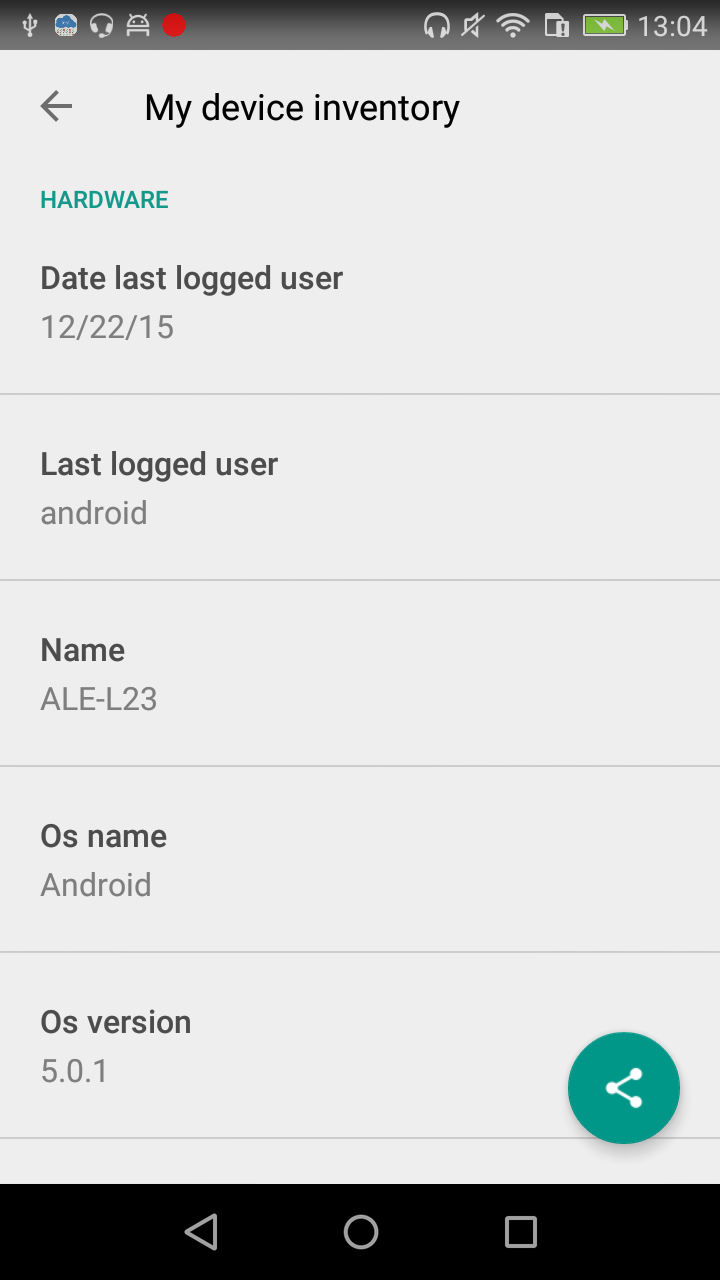 13:04
My device inventory
HARDWARE
Date last logged user
12/22/15
Last logged user
android
Name
ALE-L23
Os name
Android
Os version
5.0.1